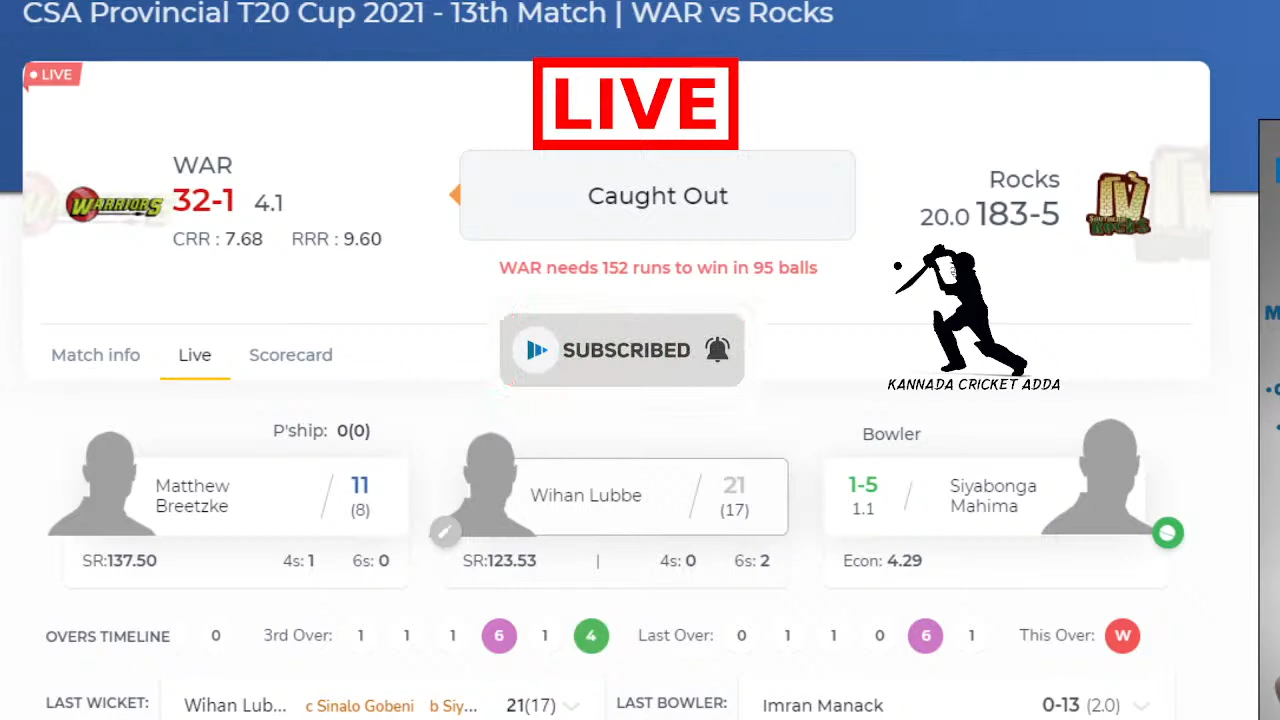 CSA Provincial T20 Cup 2021 - 13th Match | WAR vs Rocks
LIVE
LIVE
WAR
32-1 4.1
CRR : 7.68 RRR : 9.60
WARRIORS
Caught Out
WAR needs 152 runs to win in 95 balls
Rocks
20.0 183-5
SOUTHERN ROCKS
Match info Live Scorecard
SUBSCRIBED
KANNADA CRICKET ADDA
P'ship: 0(0)
Matthew Breetzke 11 (8)
SR:137.50 4s: 1 6s: 0
Wihan Lubbe 21 (17)
SR:123.53 | 4s: 0 6s: 2
Bowler
1-5 1.1 Siyabonga Mahima
Econ: 4.29
OVERS TIMELINE 0 3rd Over: 1 1 1 6 1 4 Last Over: 0 1 1 0 6 1 This Over: W
LAST WICKET: Wihan Lub... c Sinalo Gobeni b Siy... 21(17) LAST BOWLER: Imran Manack 0-13 (2.0)